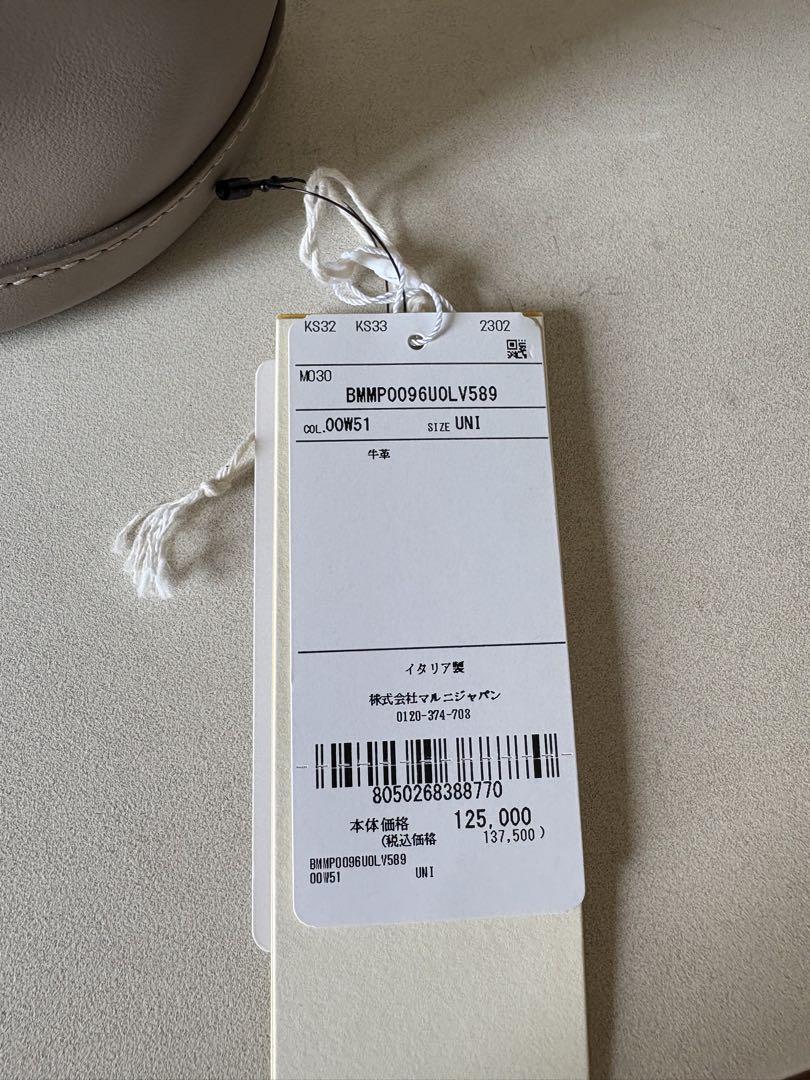 KS32 KS33 2302
M030
BMMP0096U0LV589
COL.00W51 SIZE UNI
牛革
イタリア製
株式会社マルニジャパン
0120-374-708
8050268388770
本体価格 125,000
(税込価格 137,500)
BMMP0096U0LV589
00W51 UNI